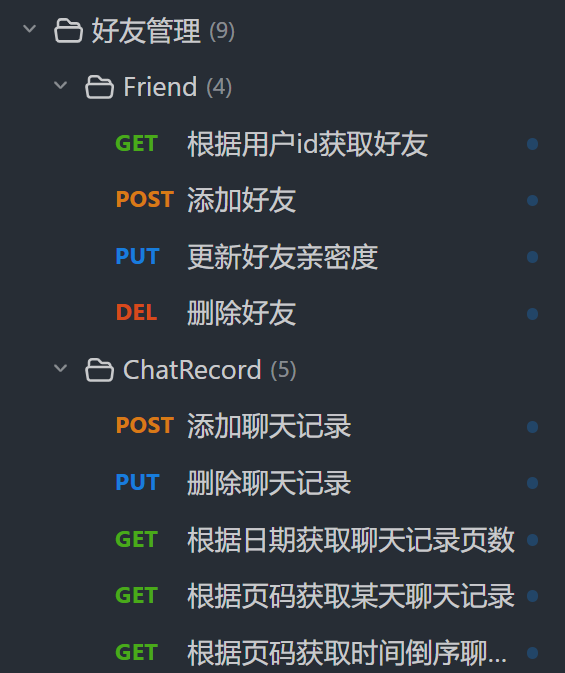 好友管理 (9)
Friend (4)
GET 根据用户id获取好友
POST 添加好友
PUT 更新好友亲密度
DEL 删除好友
ChatRecord (5)
POST 添加聊天记录
PUT 删除聊天记录
GET 根据日期获取聊天记录页数
GET 根据页码获取某天聊天记录
GET 根据页码获取时间倒序聊...